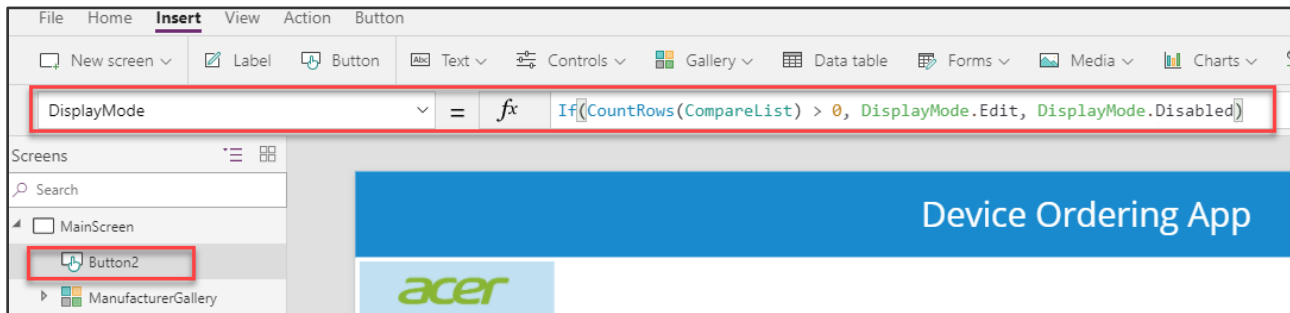 File Home Insert View Action Button
New screen Label Button Abc Text Controls Gallery Data table Forms Media Charts
DisplayMode = fx If(CountRows(CompareList) > 0, DisplayMode.Edit, DisplayMode.Disabled)
Screens
Search
MainScreen
Button2
ManufacturerGallery
Device Ordering App
acer